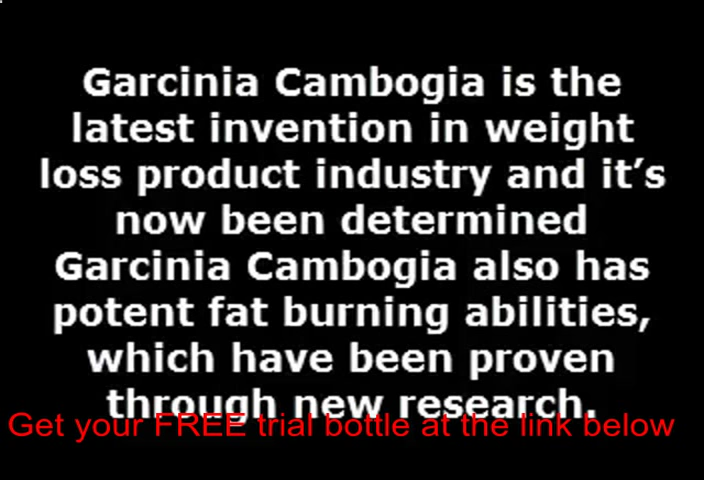 Garcinia Cambogia is the
latest invention in weight
loss product industry and it’s
now been determined
Garcinia Cambogia also has
potent fat burning abilities,
which have been proven
through new research.
Get your FREE trial bottle at the link below